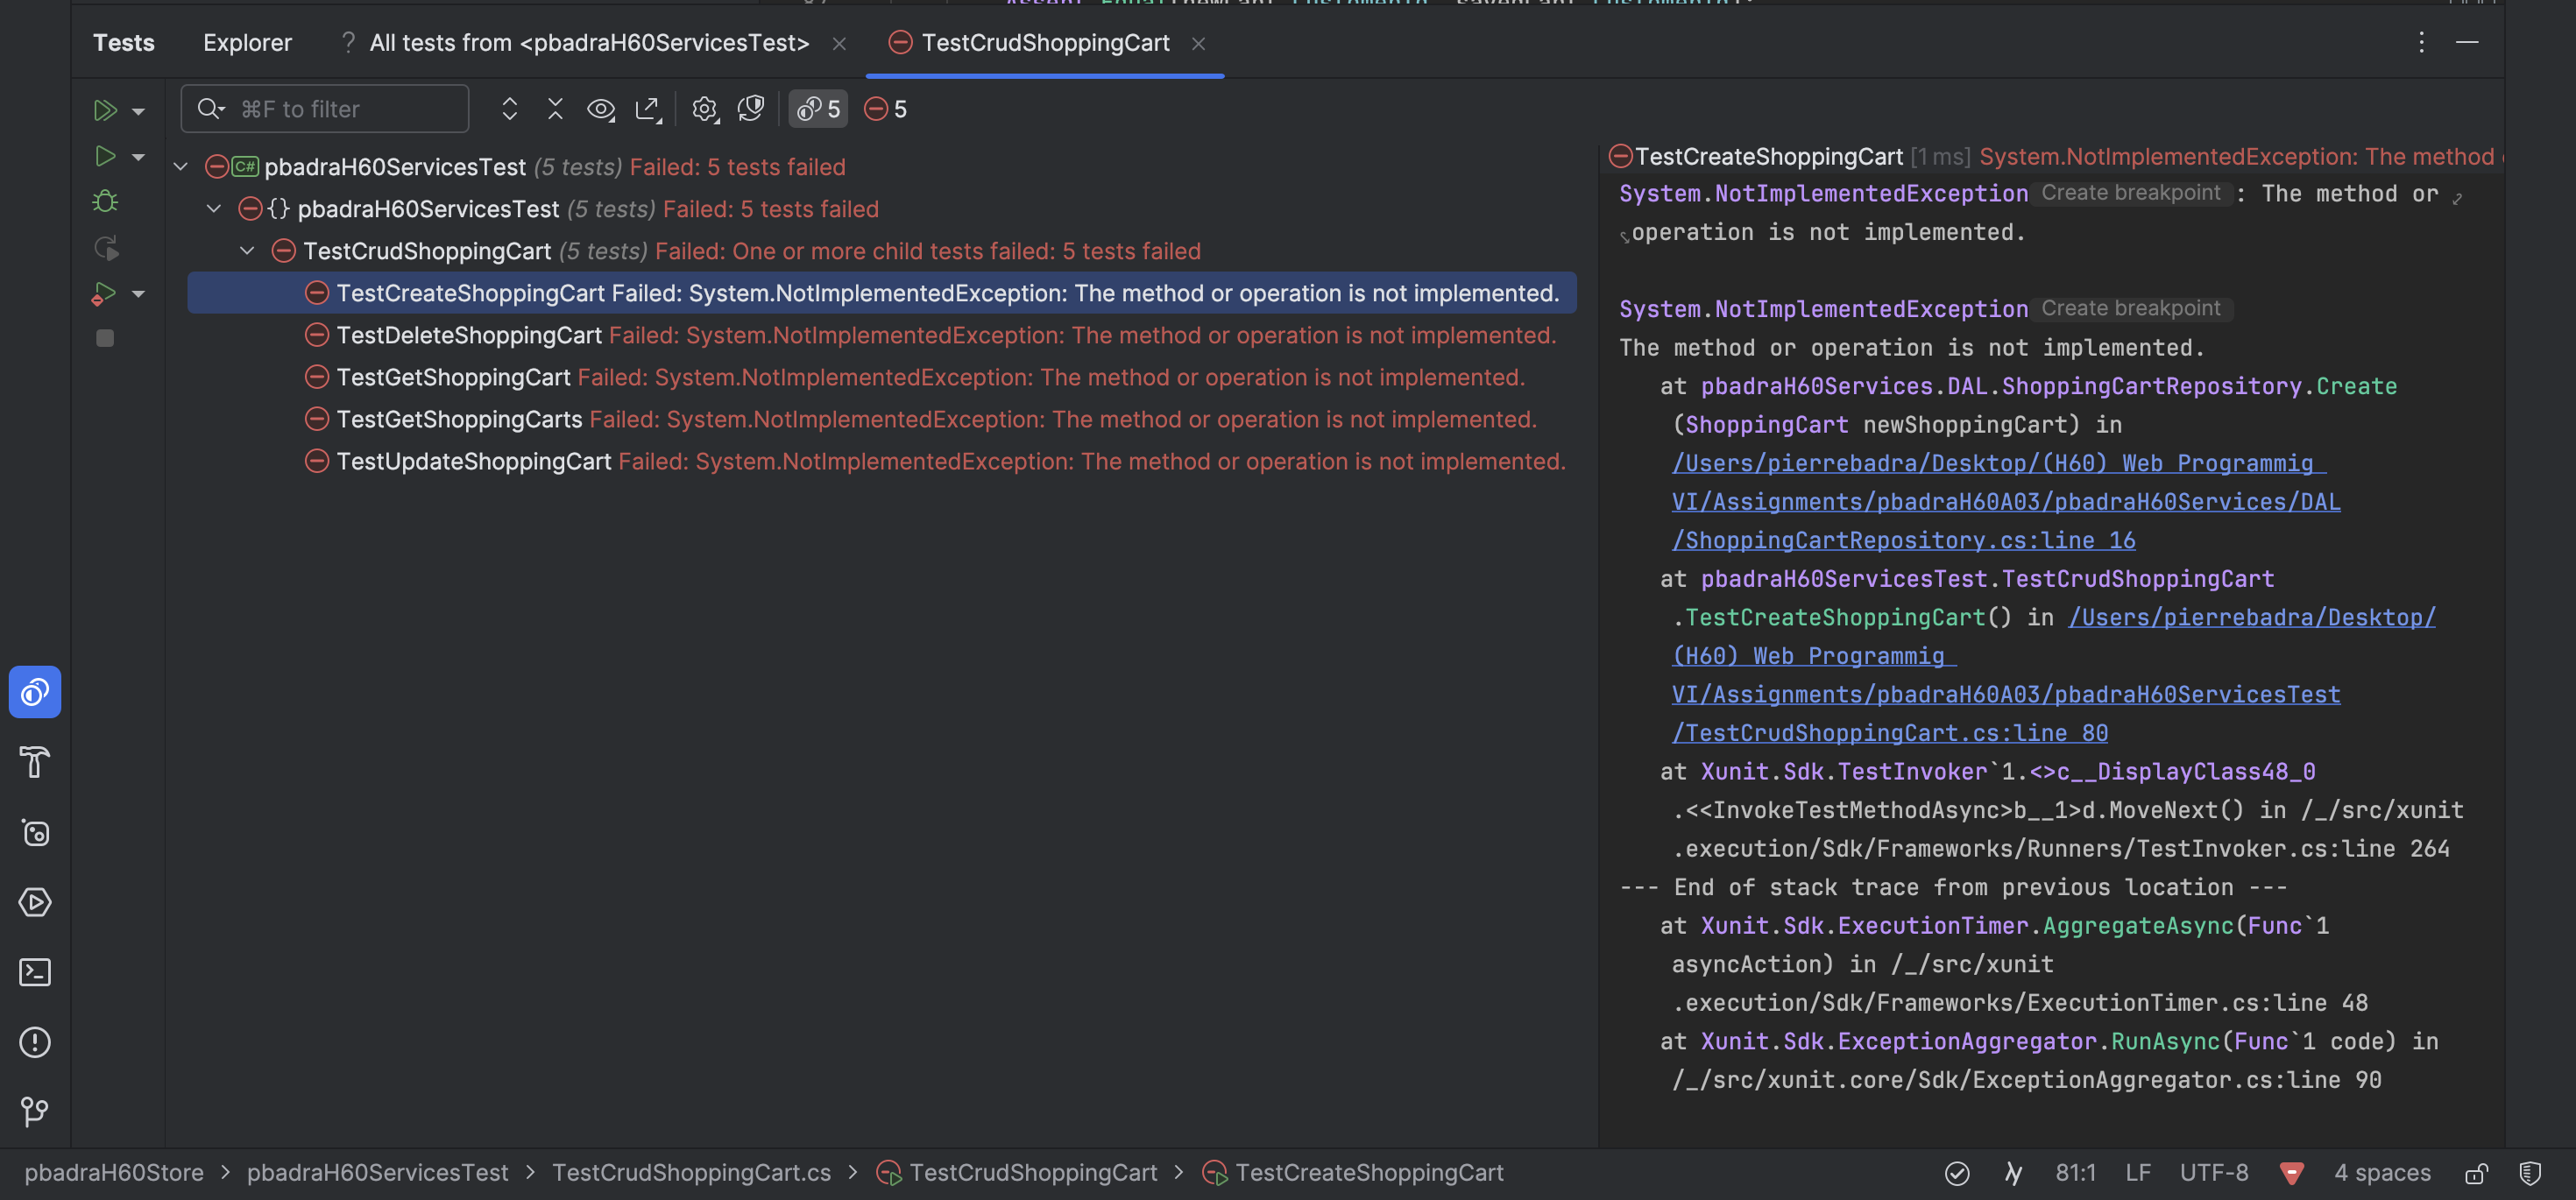 Tests Explorer ? All tests from <pbadraH60ServicesTest> × TestCrudShoppingCart ×
⌘F to filter 5 5
C# pbadraH60ServicesTest (5 tests) Failed: 5 tests failed
{} pbadraH60ServicesTest (5 tests) Failed: 5 tests failed
TestCrudShoppingCart (5 tests) Failed: One or more child tests failed: 5 tests failed
TestCreateShoppingCart Failed: System.NotImplementedException: The method or operation is not implemented.
TestDeleteShoppingCart Failed: System.NotImplementedException: The method or operation is not implemented.
TestGetShoppingCart Failed: System.NotImplementedException: The method or operation is not implemented.
TestGetShoppingCarts Failed: System.NotImplementedException: The method or operation is not implemented.
TestUpdateShoppingCart Failed: System.NotImplementedException: The method or operation is not implemented.
TestCreateShoppingCart [1 ms] System.NotImplementedException: The method
System.NotImplementedException Create breakpoint : The method or
operation is not implemented.
System.NotImplementedException Create breakpoint
The method or operation is not implemented.
at pbadraH60Services.DAL.ShoppingCartRepository.Create
(ShoppingCart newShoppingCart) in
/Users/pierrebadra/Desktop/(H60) Web Programmig
VI/Assignments/pbadraH60A03/pbadraH60Services/DAL
/ShoppingCartRepository.cs:line 16
at pbadraH60ServicesTest.TestCrudShoppingCart
.TestCreateShoppingCart() in /Users/pierrebadra/Desktop/
(H60) Web Programmig
VI/Assignments/pbadraH60A03/pbadraH60ServicesTest
/TestCrudShoppingCart.cs:line 80
at Xunit.Sdk.TestInvoker`1.<>c__DisplayClass48_0
.<<InvokeTestMethodAsync>b__1>d.MoveNext() in /_/src/xunit
.execution/Sdk/Frameworks/Runners/TestInvoker.cs:line 264
--- End of stack trace from previous location ---
at Xunit.Sdk.ExecutionTimer.AggregateAsync(Func`1
asyncAction) in /_/src/xunit
.execution/Sdk/Frameworks/ExecutionTimer.cs:line 48
at Xunit.Sdk.ExceptionAggregator.RunAsync(Func`1 code) in
/_/src/xunit.core/Sdk/ExceptionAggregator.cs:line 90
pbadraH60Store > pbadraH60ServicesTest > TestCrudShoppingCart.cs > TestCrudShoppingCart > TestCreateShoppingCart 81:1 LF UTF-8 4 spaces